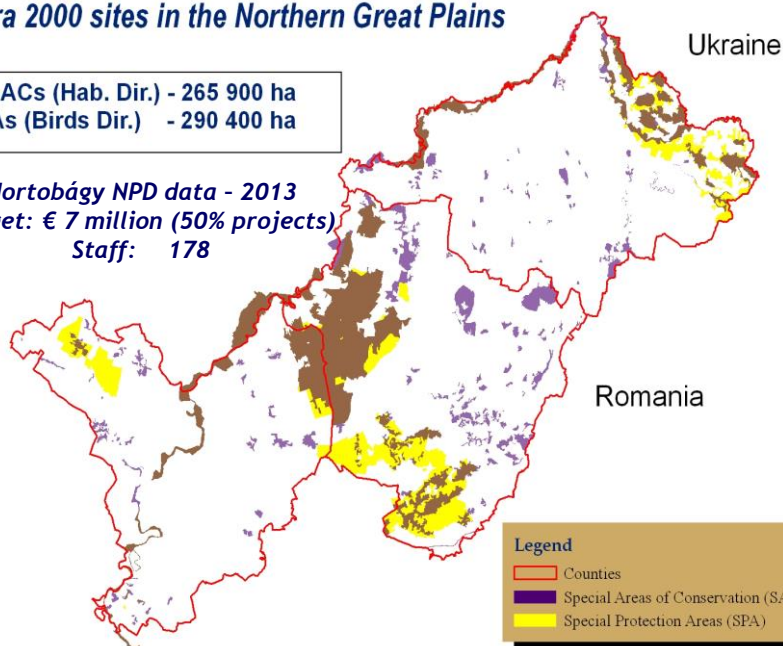 ra 2000 sites in the Northern Great Plains
Ukraine
ACs (Hab. Dir.) - 265 900 ha
As (Birds Dir.) - 290 400 ha
Hortobágy NPD data - 2013
et: € 7 million (50% projects)
Staff: 178
Romania
Legend
Counties
Special Areas of Conservation (SA
Special Protection Areas (SPA)